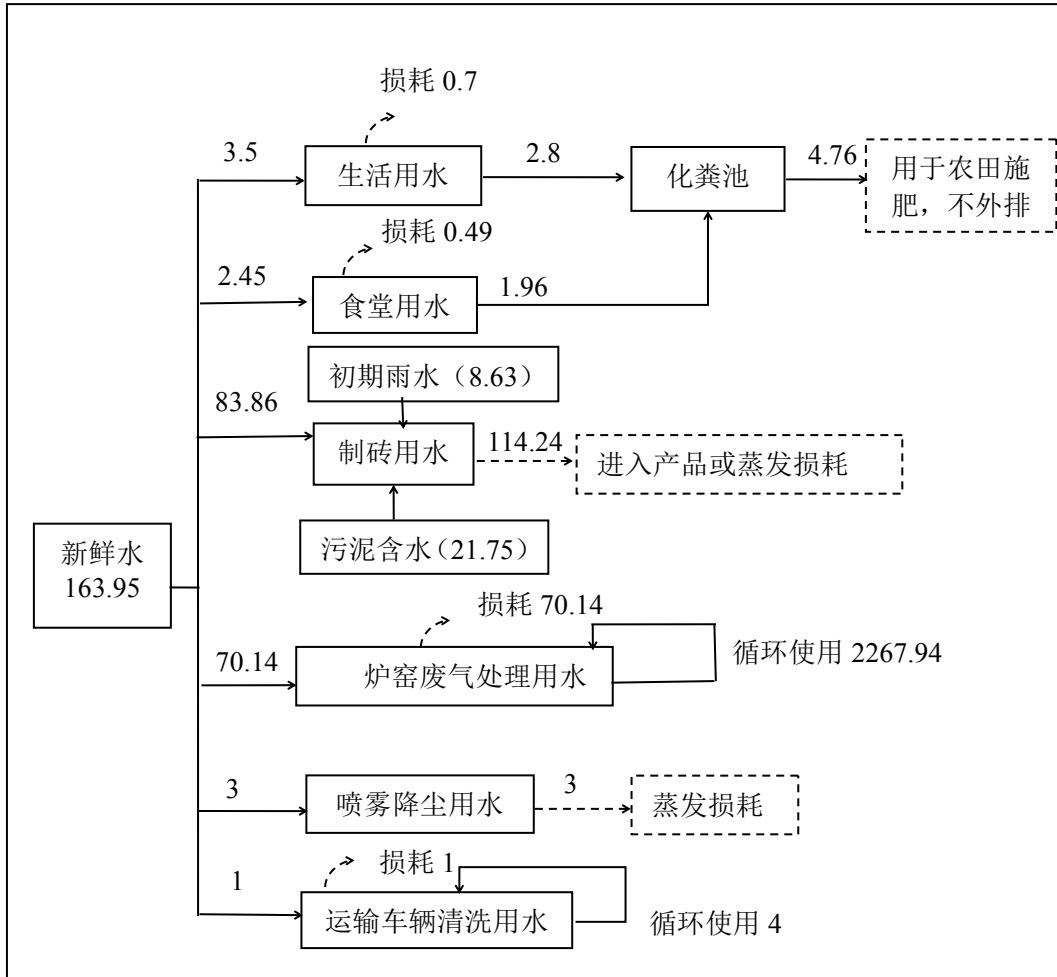 损耗 0.7
3.5
生活用水
2.8
化粪池
4.76
用于农田施
肥，不外排
损耗 0.49
2.45
食堂用水
1.96
初期雨水（8.63）
83.86
制砖用水
114.24
进入产品或蒸发损耗
污泥含水（21.75）
新鲜水
163.95
损耗 70.14
70.14
炉窑废气处理用水
循环使用 2267.94
3
喷雾降尘用水
3
蒸发损耗
损耗 1
1
运输车辆清洗用水
循环使用 4